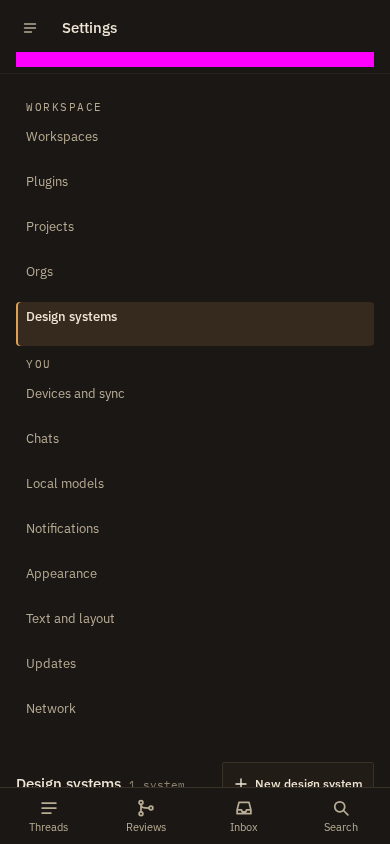 Settings
WORKSPACE
Workspaces
Plugins
Projects
Orgs
Design systems
YOU
Devices and sync
Chats
Local models
Notifications
Appearance
Text and layout
Updates
Network
Design systems 1 system
New design system
Threads
Reviews
Inbox
Search